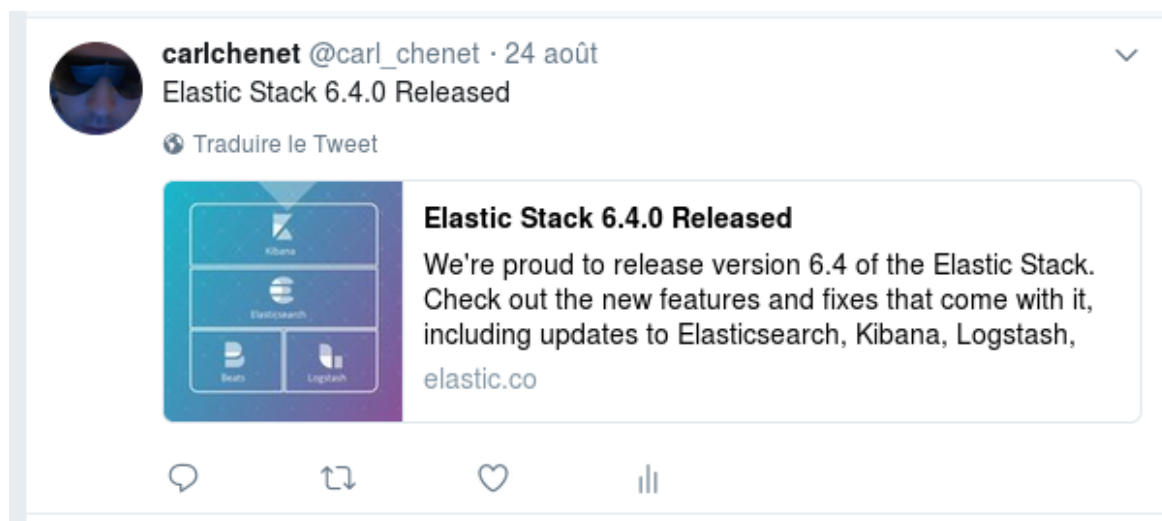 carlchenet @carl_chenet · 24 août
Elastic Stack 6.4.0 Released
Traduire le Tweet
Kibana
Elasticsearch
Beats
Logstash
Elastic Stack 6.4.0 Released
We're proud to release version 6.4 of the Elastic Stack.
Check out the new features and fixes that come with it,
including updates to Elasticsearch, Kibana, Logstash,
elastic.co